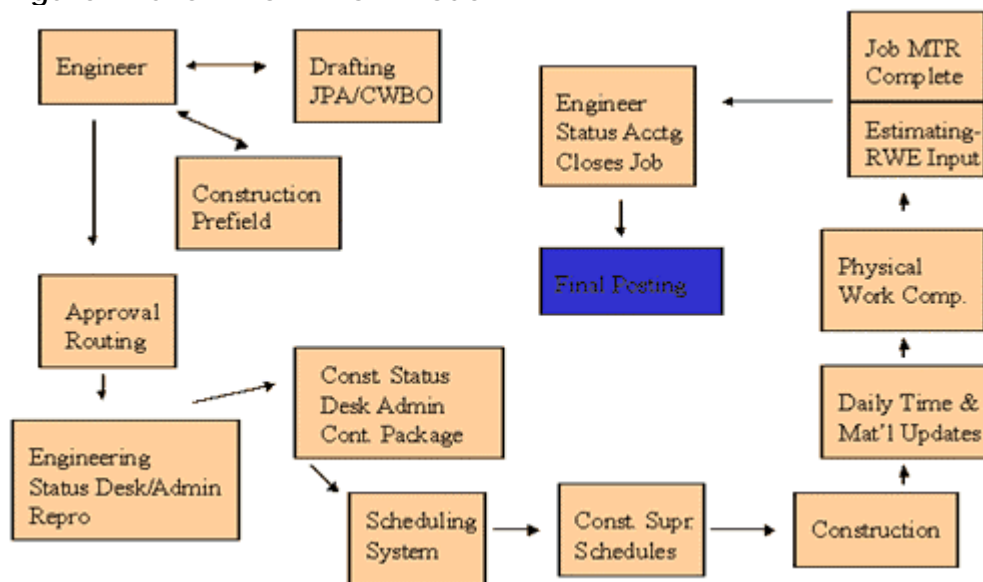 Engineer
Drafting
JPA/CWBO
Construction
Prefield
Approval
Routing
Engineering
Status Desk/Admin
Repro
Const. Status
Desk Admin
Cont. Package
Scheduling
System
Const. Supr.
Schedules
Construction
Daily Time &
Mat'l Updates
Physical
Work Comp.
Job MTR
Complete
Estimating-
RWE Input
Engineer
Status Acctg
Closes Job
Final Posting